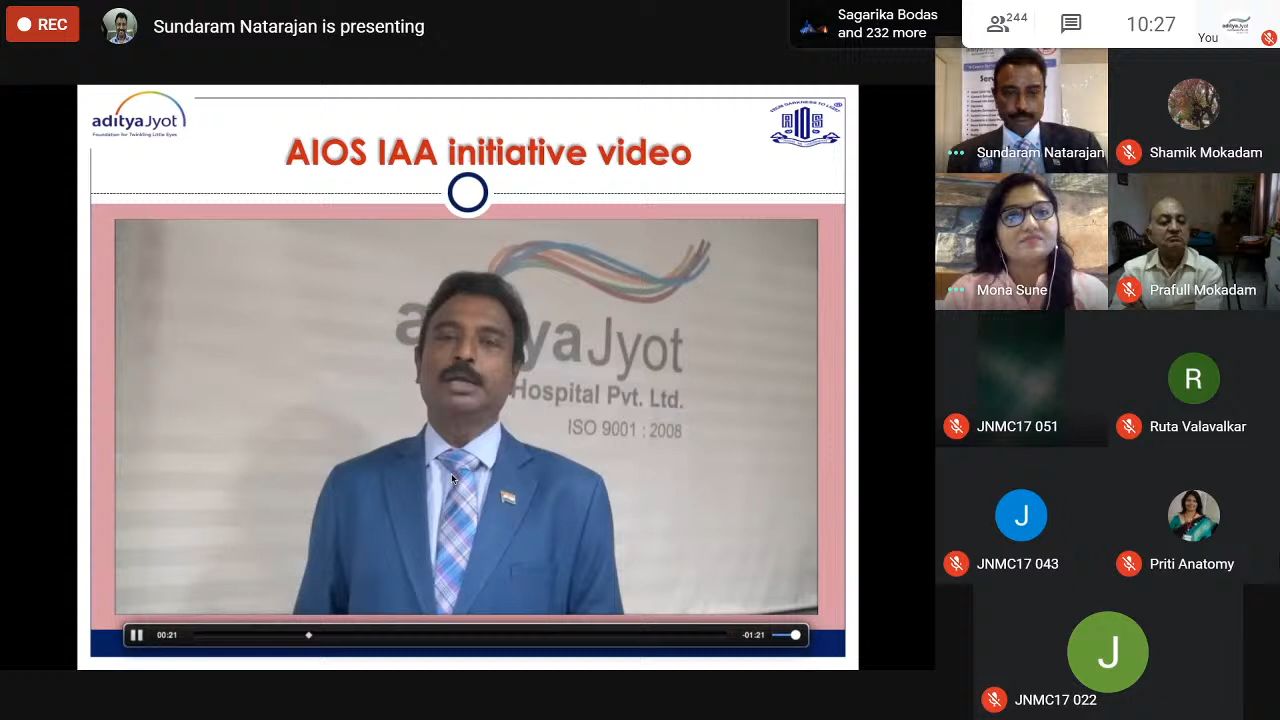 REC
Sundaram Natarajan is presenting
Sagarika Bodas
and 232 more
244
10:27
adityaJyot
You
adityaJyot
Foundation for Twinkling Little Eyes
AIOS
AIOS IAA initiative video
adityaJyot
Hospital Pvt. Ltd.
ISO 9001 : 2008
00:21
-01:21
Sundaram Natarajan
Shamik Mokadam
Mona Sune
Prafull Mokadam
JNMC17 051
R
Ruta Valavalkar
J
JNMC17 043
Priti Anatomy
J
JNMC17 022